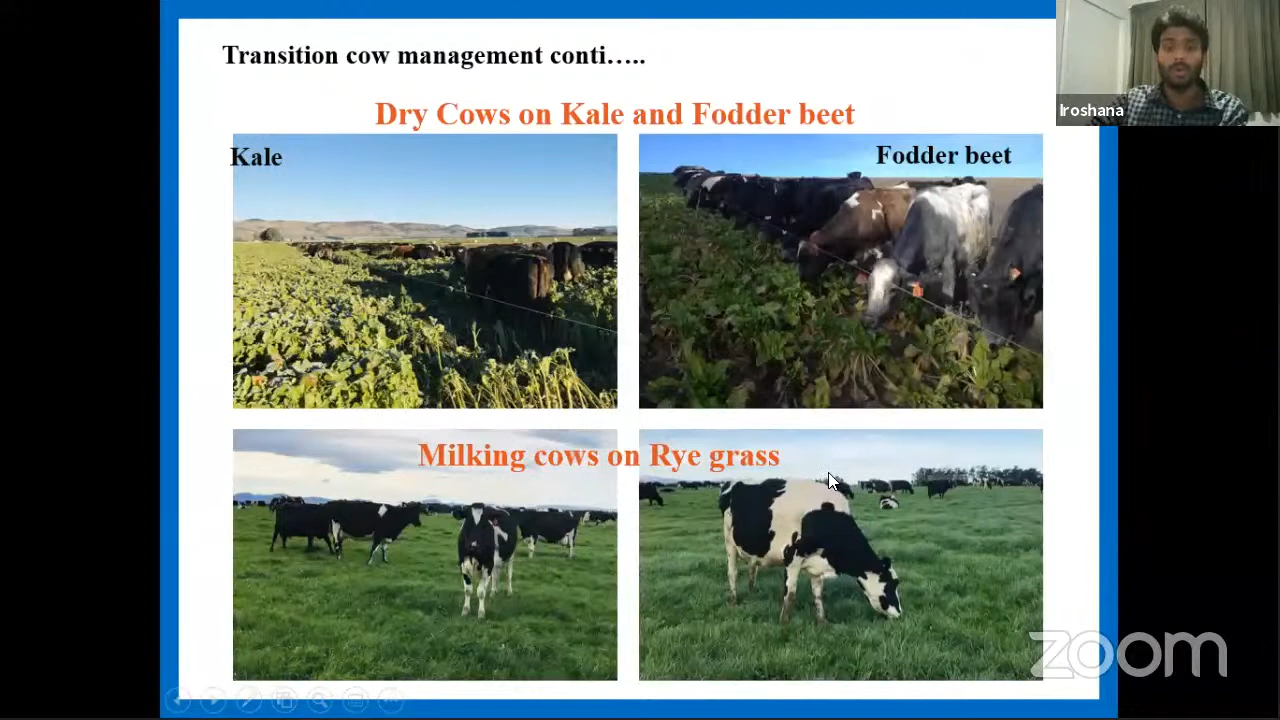 Transition cow management conti…..
Iroshana
Dry Cows on Kale and Fodder beet
Kale
Fodder beet
Milking cows on Rye grass
zoom